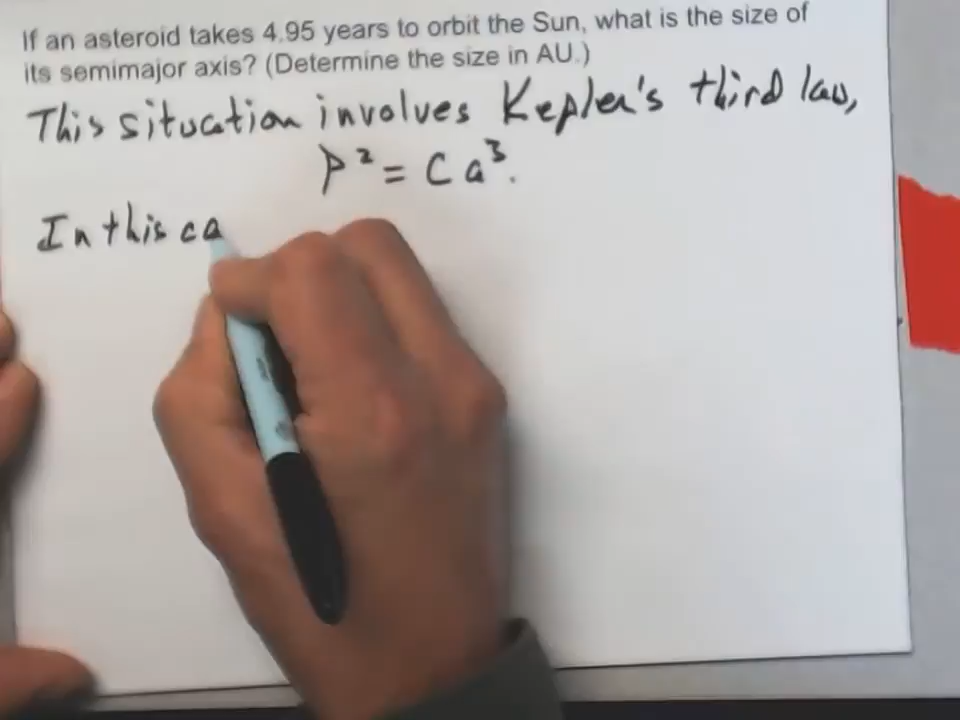 If an asteroid takes 4.95 years to orbit the Sun, what is the size of
its semimajor axis? (Determine the size in AU.)
This situation involves Kepler's third law,
P² = Ca³.
In this ca